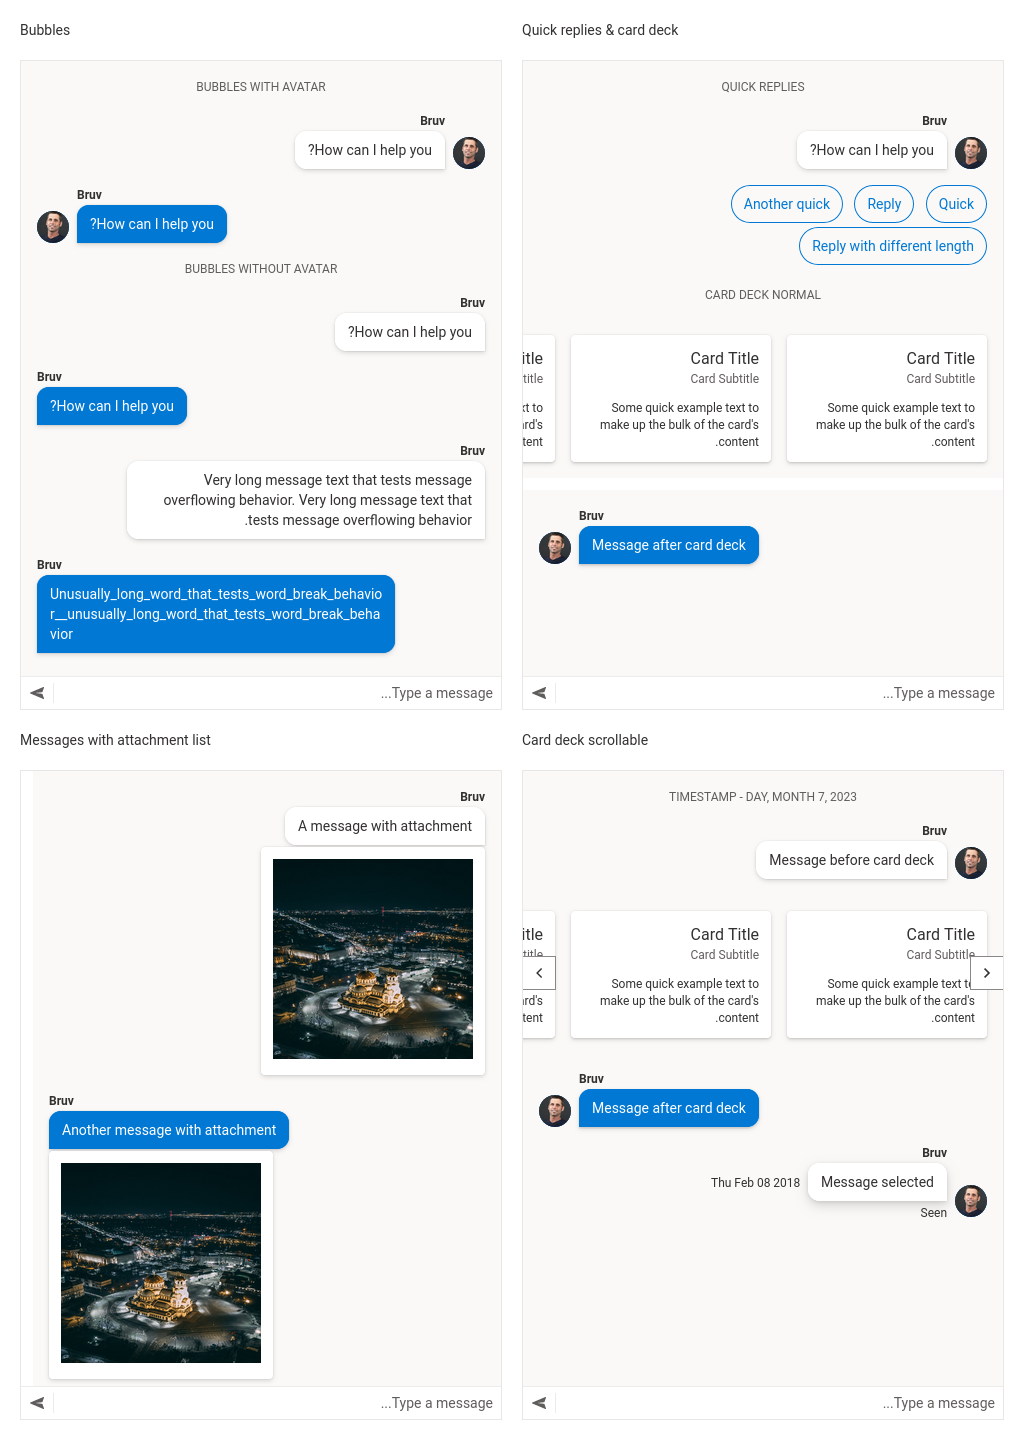 Bubbles
BUBBLES WITH AVATAR
Bruv
?How can I help you
Bruv
?How can I help you
BUBBLES WITHOUT AVATAR
Bruv
?How can I help you
Bruv
?How can I help you
Bruv
Very long message text that tests message
overflowing behavior. Very long message text that
.tests message overflowing behavior
Bruv
Unusually_long_word_that_tests_word_break_behavio
r__unusually_long_word_that_tests_word_break_beha
vior
...Type a message
Quick replies & card deck
QUICK REPLIES
Bruv
?How can I help you
Another quick
Reply
Quick
Reply with different length
CARD DECK NORMAL
itle
title
xt to
ard's
tent
Card Title
Card Subtitle
Some quick example text to
make up the bulk of the card's
.content
Card Title
Card Subtitle
Some quick example text to
make up the bulk of the card's
.content
Bruv
Message after card deck
...Type a message
Messages with attachment list
Bruv
A message with attachment
Bruv
Another message with attachment
...Type a message
Card deck scrollable
TIMESTAMP - DAY, MONTH 7, 2023
Bruv
Message before card deck
itle
title
ard's
tent
Card Title
Card Subtitle
Some quick example text to
make up the bulk of the card's
.content
Card Title
Card Subtitle
Some quick example text to
make up the bulk of the card's
.content
Bruv
Message after card deck
Bruv
Thu Feb 08 2018
Message selected
Seen
...Type a message